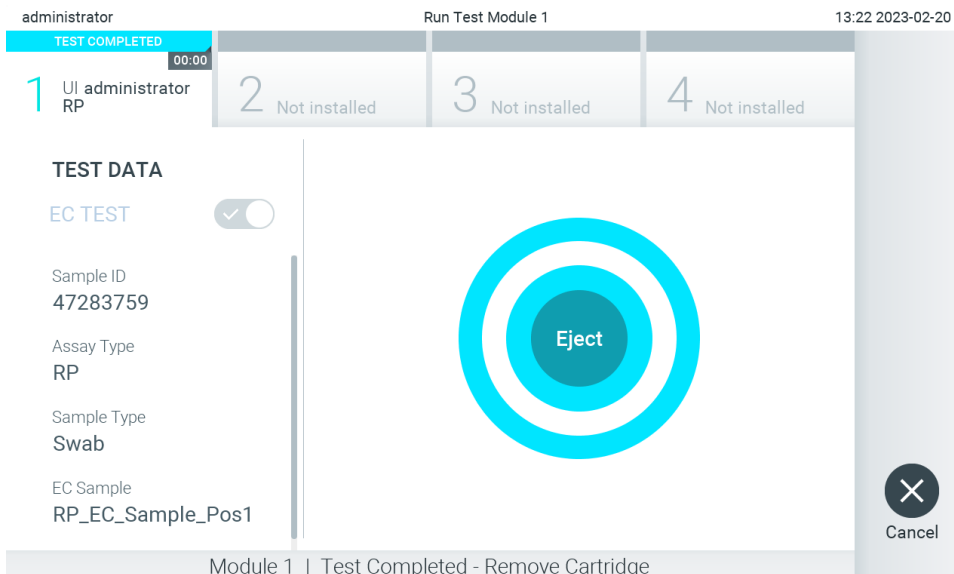 administrator
Run Test Module 1
13:22 2023-02-20
TEST COMPLETED
00:00
1 UI administrator
RP
2 Not installed
3 Not installed
4 Not installed
TEST DATA
EC TEST
Sample ID
47283759
Assay Type
RP
Sample Type
Swab
EC Sample
RP_EC_Sample_Pos1
Eject
Cancel
Module 1 | Test Completed - Remove Cartridge